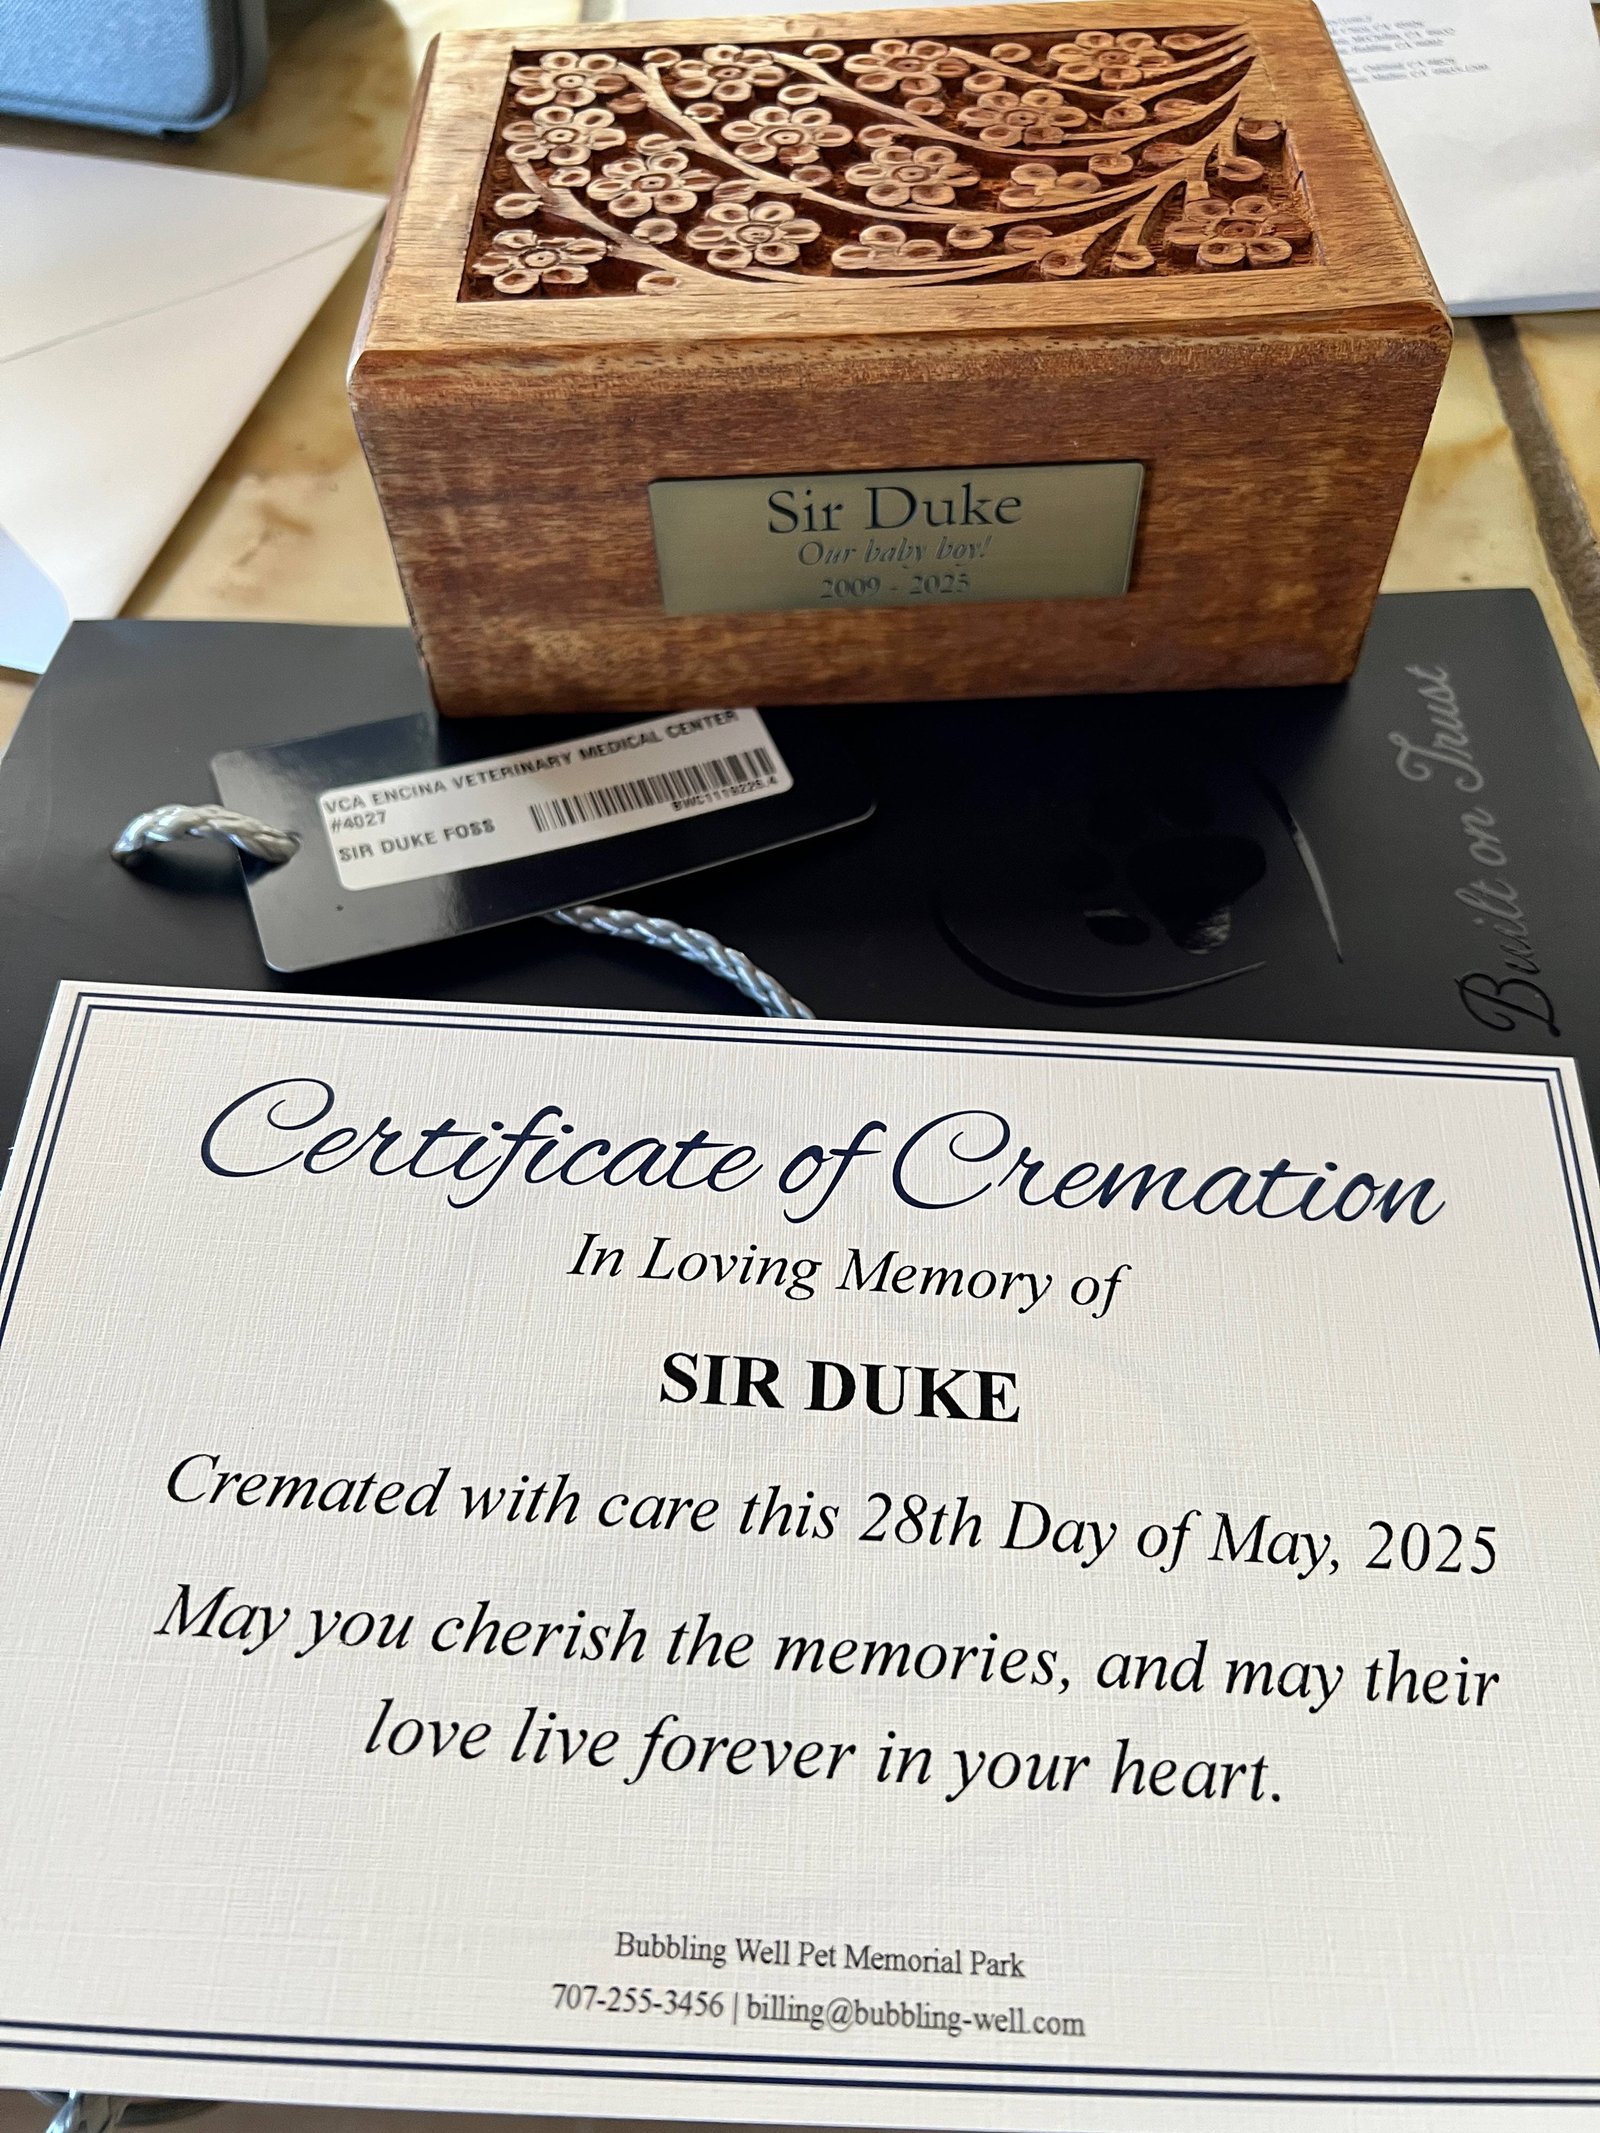 Sir Duke
Our baby boy!
2009 - 2025
Built on Trust
VCA ENCINA VETERINARY MEDICAL CENTER
#4027
SIR DUKE FOSS
Certificate of Cremation
In Loving Memory of
SIR DUKE
Cremated with care this 28th Day of May, 2025
May you cherish the memories, and may their
love live forever in your heart.
Bubbling Well Pet Memorial Park
707-255-3456 | billing@bubbling-well.com